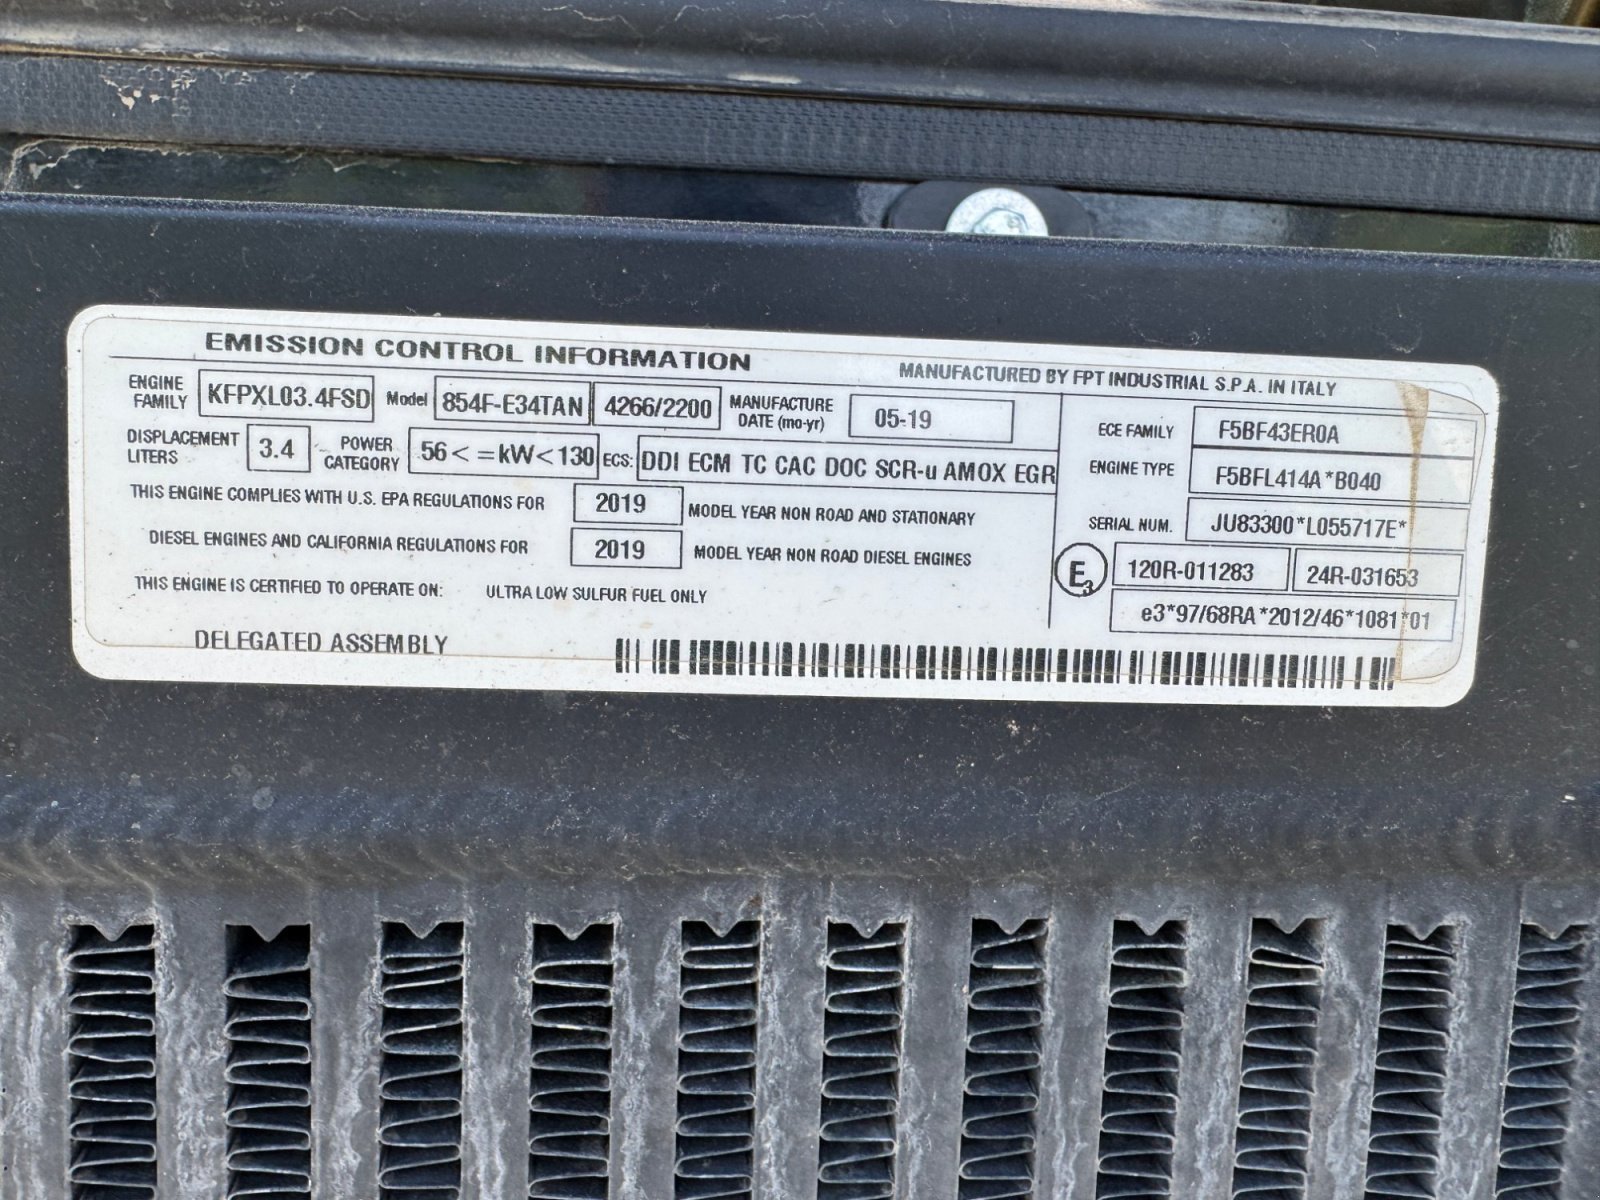 EMISSION CONTROL INFORMATION
MANUFACTURED BY FPT INDUSTRIAL S.P.A. IN ITALY
ENGINE FAMILY KFPXL03.4FSD Model 854F-E34TAN 4266/2200 MANUFACTURE DATE (mo-yr) 05-19
DISPLACEMENT LITERS 3.4 POWER CATEGORY 56<=kW<130 ECS: DDI ECM TC CAC DOC SCR-u AMOX EGR
THIS ENGINE COMPLIES WITH U.S. EPA REGULATIONS FOR 2019 MODEL YEAR NON ROAD AND STATIONARY
DIESEL ENGINES AND CALIFORNIA REGULATIONS FOR 2019 MODEL YEAR NON ROAD DIESEL ENGINES
THIS ENGINE IS CERTIFIED TO OPERATE ON: ULTRA LOW SULFUR FUEL ONLY
DELEGATED ASSEMBLY
ECE FAMILY F5BF43ER0A
ENGINE TYPE F5BFL414A*B040
SERIAL NUM. JU83300*L055717E*
E3 120R-011283 24R-031653
e3*97/68RA*2012/46*1081*01